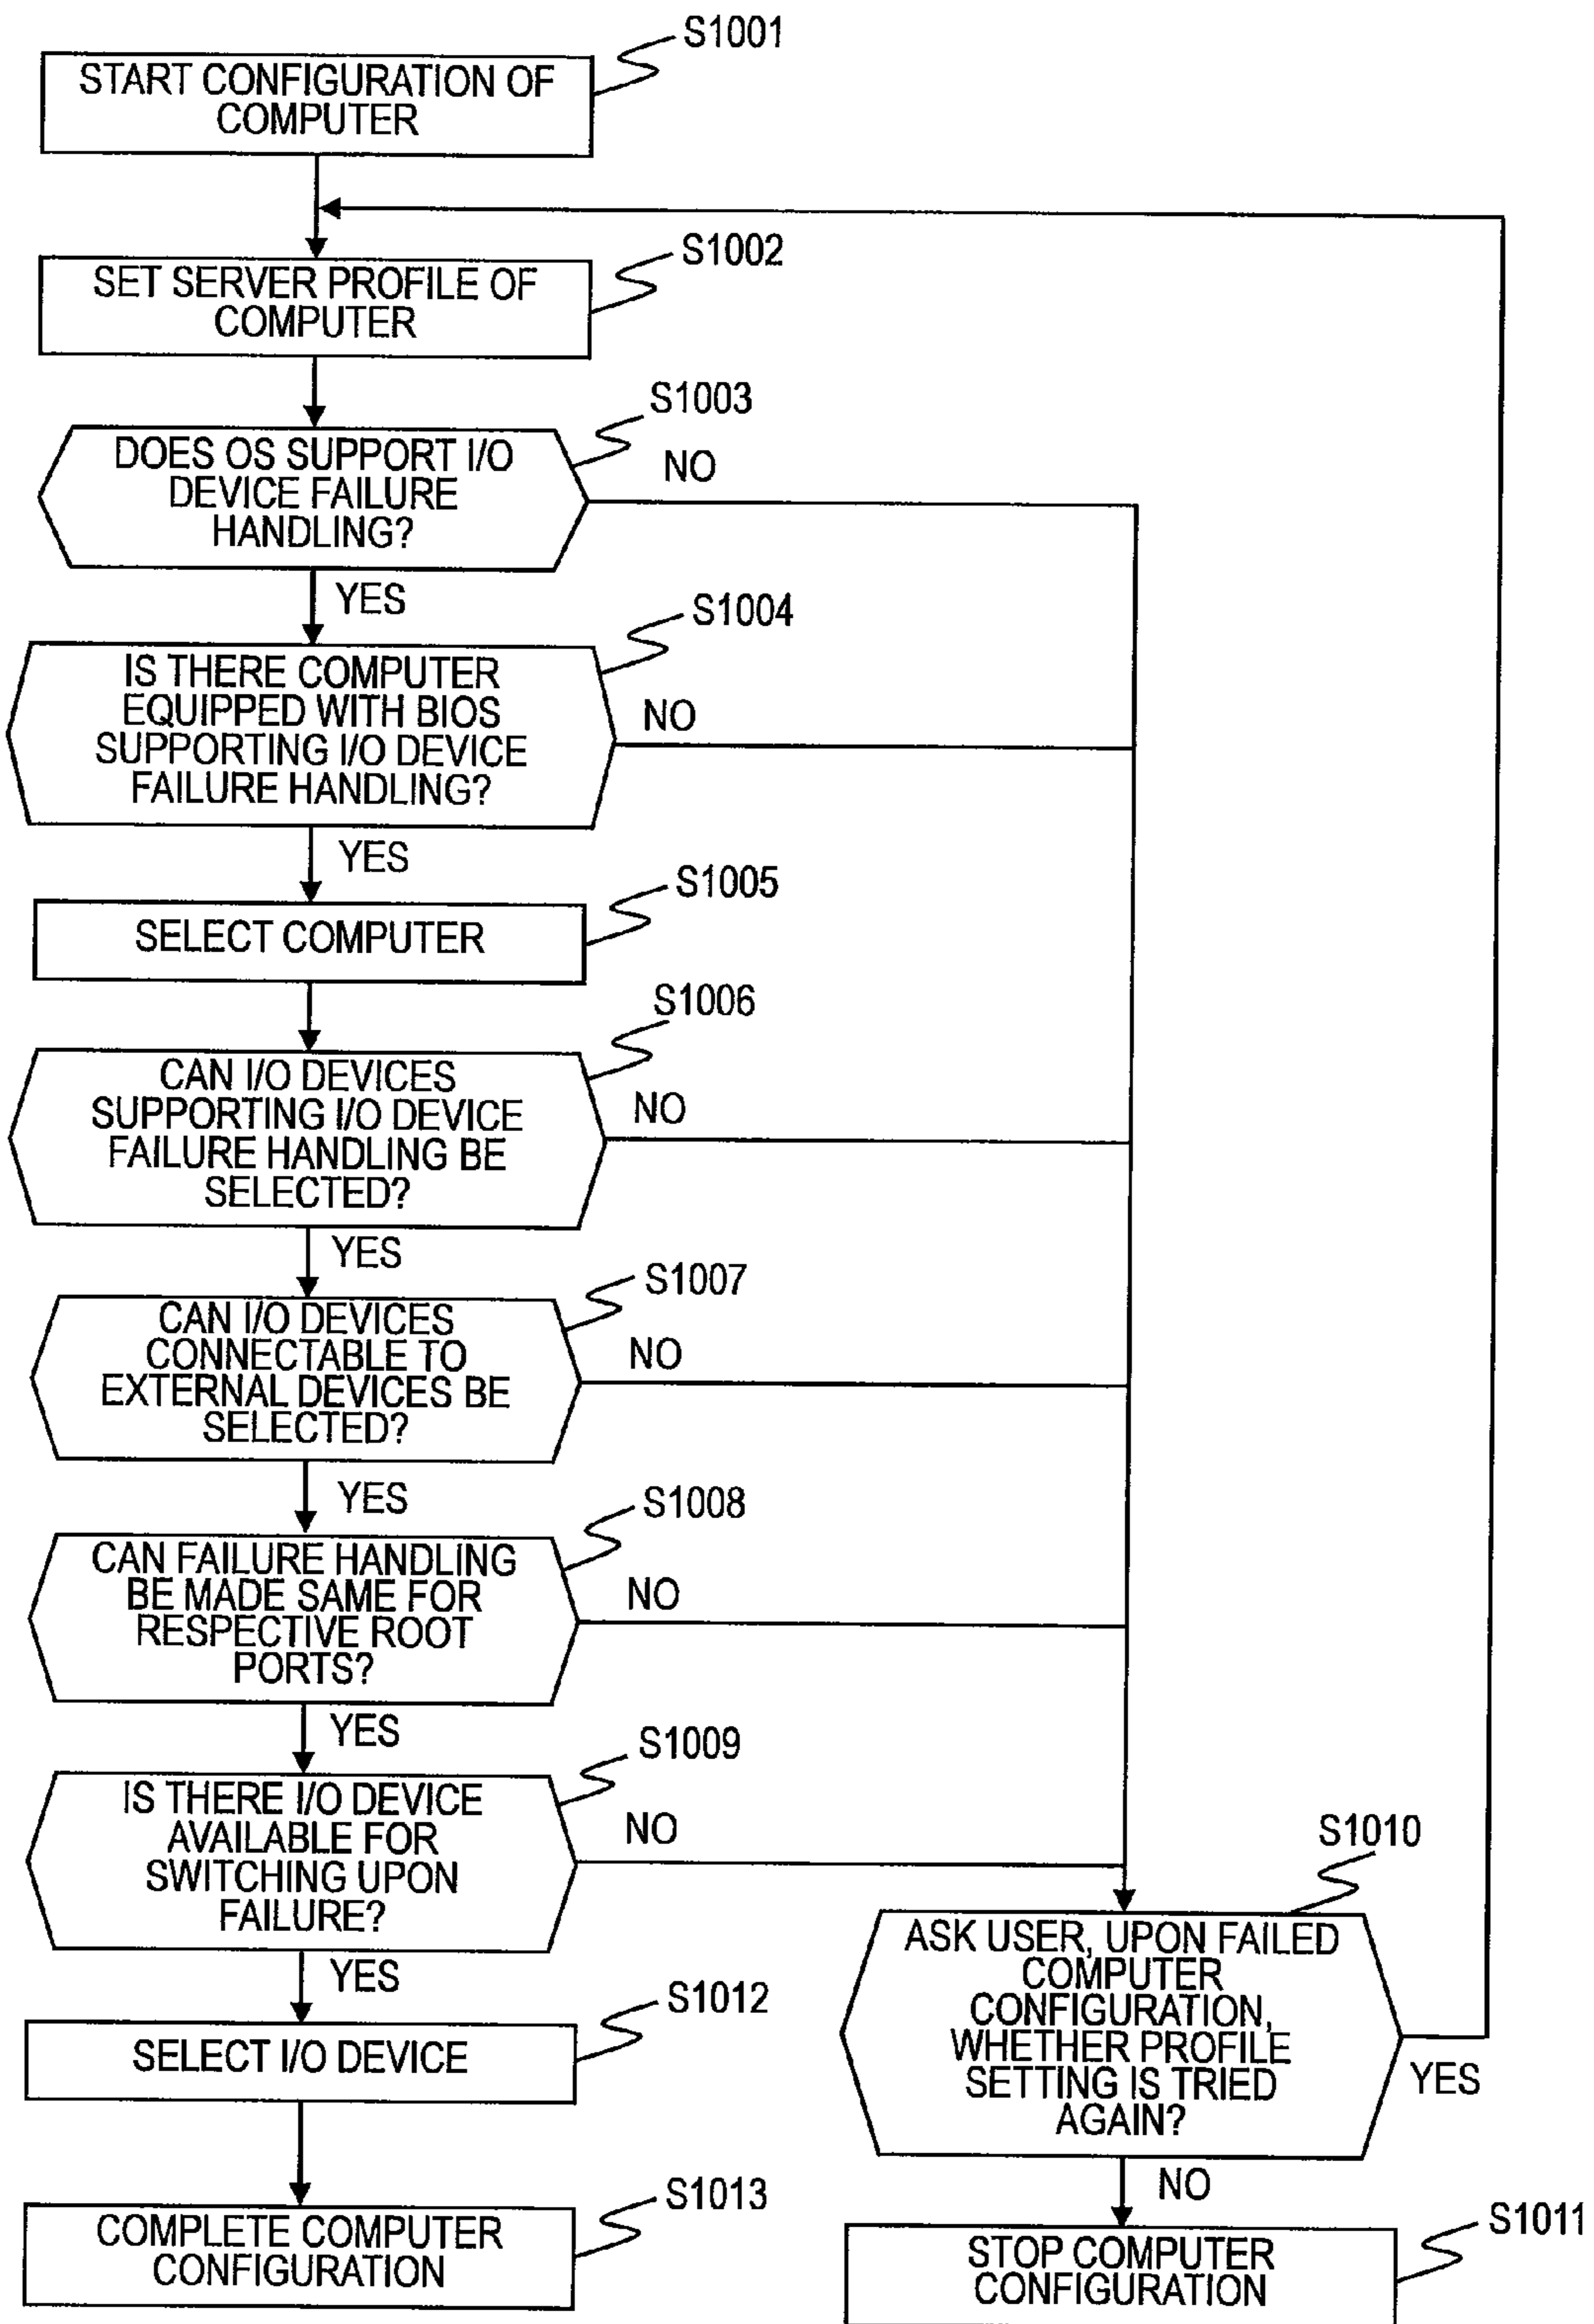 S1001
START CONFIGURATION OF
COMPUTER
S1002
SET SERVER PROFILE OF
COMPUTER
S1003
DOES OS SUPPORT I/O
DEVICE FAILURE
HANDLING?
NO
YES
S1004
IS THERE COMPUTER
EQUIPPED WITH BIOS
SUPPORTING I/O DEVICE
FAILURE HANDLING?
NO
YES
S1005
SELECT COMPUTER
S1006
CAN I/O DEVICES
SUPPORTING I/O DEVICE
FAILURE HANDLING BE
SELECTED?
NO
YES
S1007
CAN I/O DEVICES
CONNECTABLE TO
EXTERNAL DEVICES BE
SELECTED?
NO
YES
S1008
CAN FAILURE HANDLING
BE MADE SAME FOR
RESPECTIVE ROOT
PORTS?
NO
YES
S1009
IS THERE I/O DEVICE
AVAILABLE FOR
SWITCHING UPON
FAILURE?
NO
YES
S1010
ASK USER, UPON FAILED
COMPUTER
CONFIGURATION,
WHETHER PROFILE
SETTING IS TRIED
AGAIN?
YES
NO
S1012
SELECT I/O DEVICE
S1013
COMPLETE COMPUTER
CONFIGURATION
S1011
STOP COMPUTER
CONFIGURATION